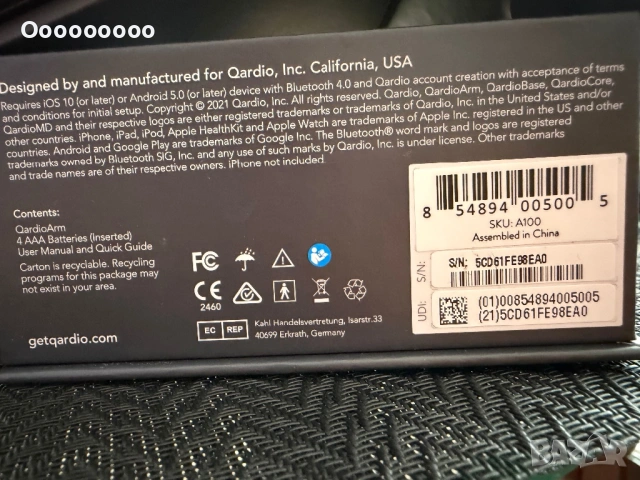 Ooooooooo
Designed by and manufactured for Qardio, Inc. California, USA
Requires iOS 10 (or later) or Android 5.0 (or later) device with Bluetooth 4.0 and Qardio account creation with acceptance of terms
and conditions for initial setup. Copyright © 2021 Qardio, Inc. All rights reserved. Qardio, QardioArm, QardioBase, QardioCore,
QardioMD and their respective logos are either registered trademarks or trademarks of Qardio, Inc. in the United States and/or
other countries. iPhone, iPad, iPod, Apple HealthKit and Apple Watch are trademarks of Apple Inc. registered in the US and other
countries. Android and Google Play are trademarks of Google Inc. The Bluetooth® word mark and logos are registered
trademarks owned by Bluetooth SIG, Inc. and any use of such marks by Qardio, Inc. is under license. Other trademarks
and trade names are of their respective owners. iPhone not included.
Contents:
QardioArm
4 AAA Batteries (Inserted)
User Manual and Quick Guide
Carton is recyclable. Recycling
programs for this package may
not exist in your area.
getqardio.com
FC
CE
2460
EC REP
Kahl Handelsvertretung, Isarstr.33
40699 Erkrath, Germany
8 54894 00500 5
SKU: A100
Assembled in China
S/N:
S/N: 5CD61FE98EA0
UDI:
(01)00854894005005
(21)5CD61FE98EA0
BAZAR